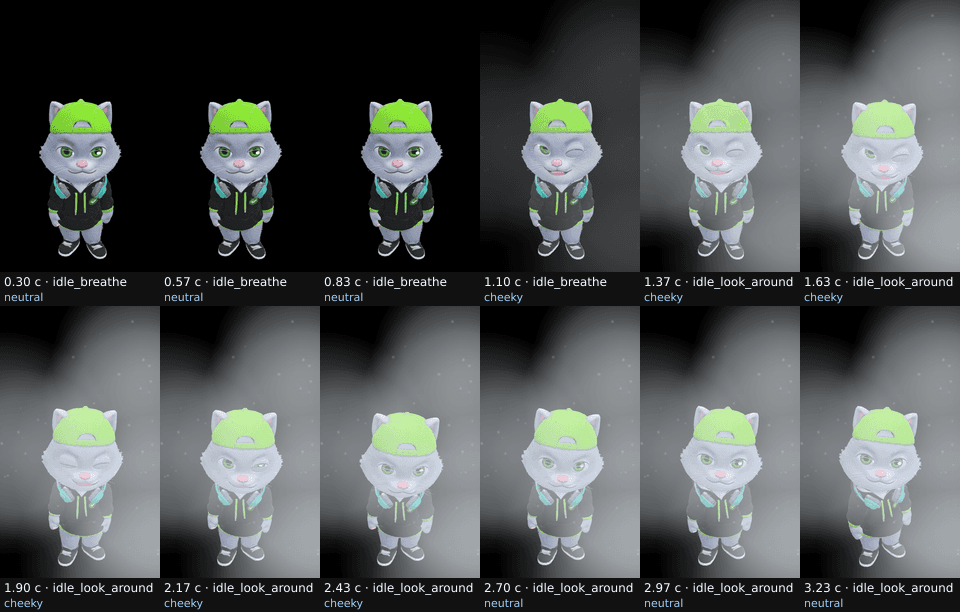 0.30 c · idle_breathe
neutral
0.57 c · idle_breathe
neutral
0.83 c · idle_breathe
neutral
1.10 c · idle_breathe
cheeky
1.37 c · idle_look_around
cheeky
1.63 c · idle_look_around
cheeky
1.90 c · idle_look_around
cheeky
2.17 c · idle_look_around
cheeky
2.43 c · idle_look_around
cheeky
2.70 c · idle_look_around
neutral
2.97 c · idle_look_around
neutral
3.23 c · idle_look_around
neutral